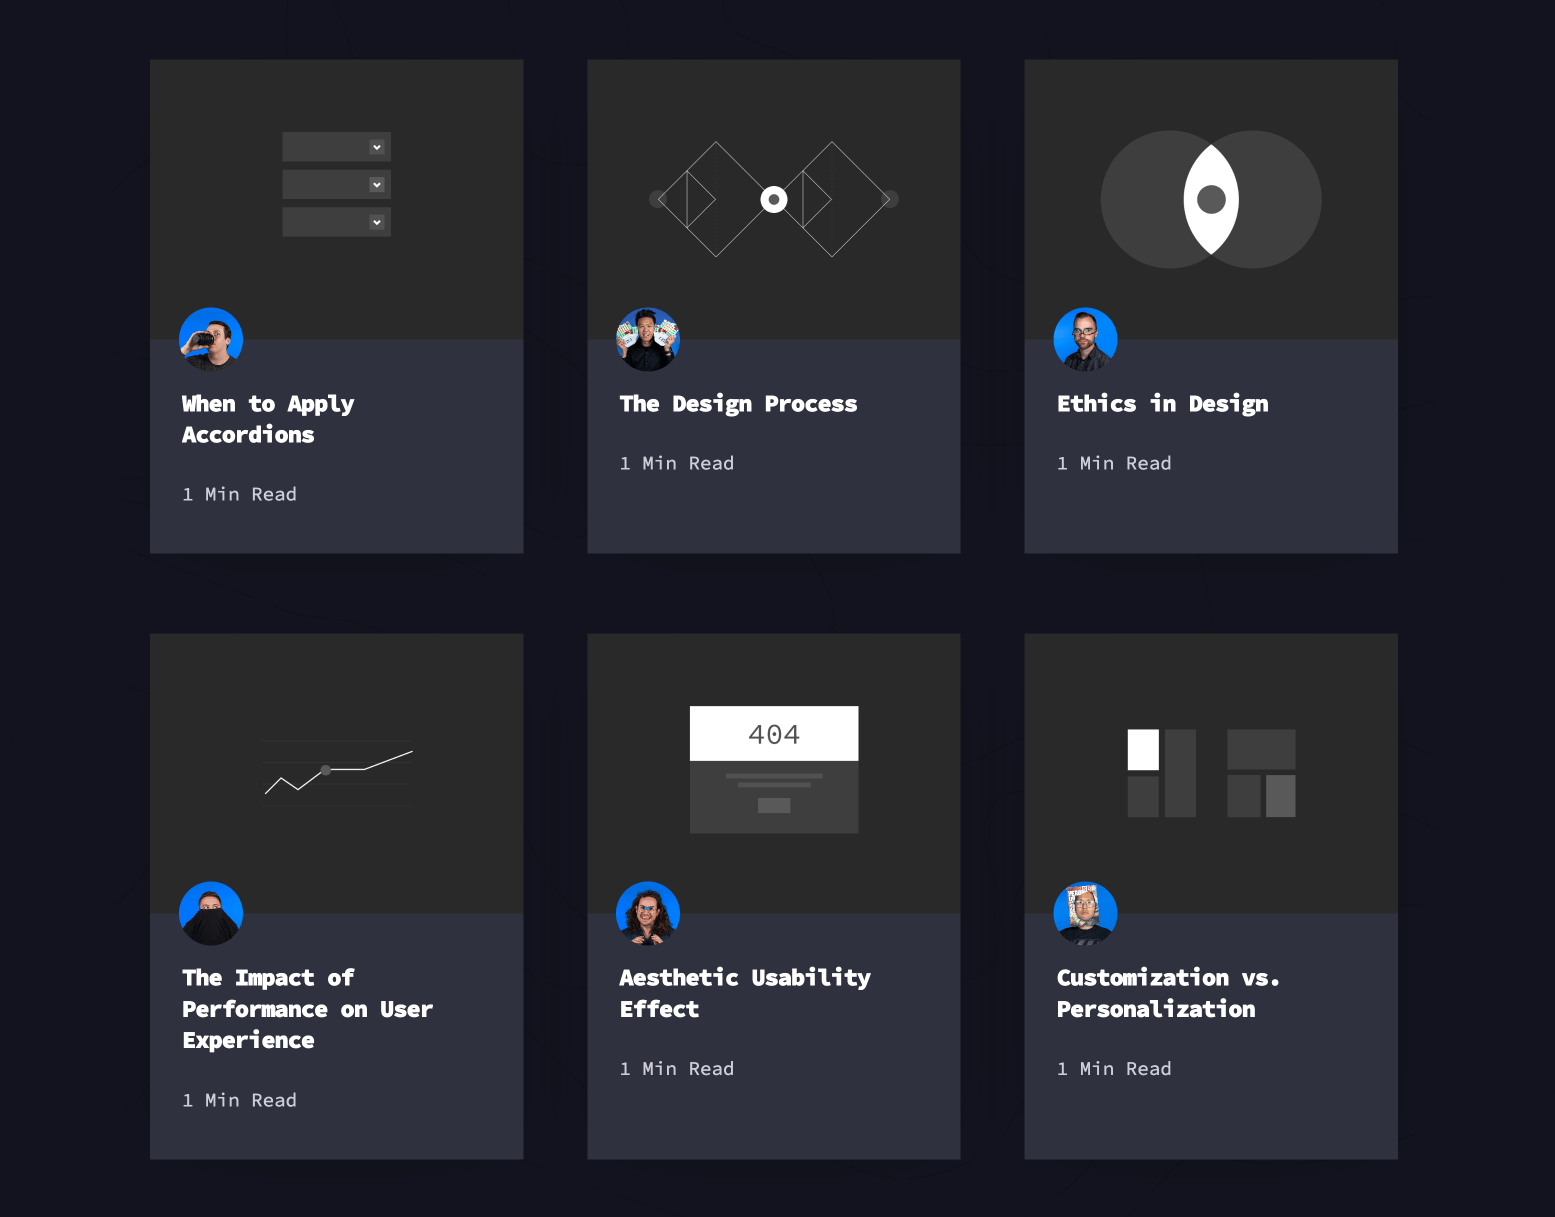 When to Apply
Accordions
1 Min Read
The Design Process
1 Min Read
Ethics in Design
1 Min Read
The Impact of
Performance on User
Experience
1 Min Read
404
Aesthetic Usability
Effect
1 Min Read
Customization vs.
Personalization
1 Min Read